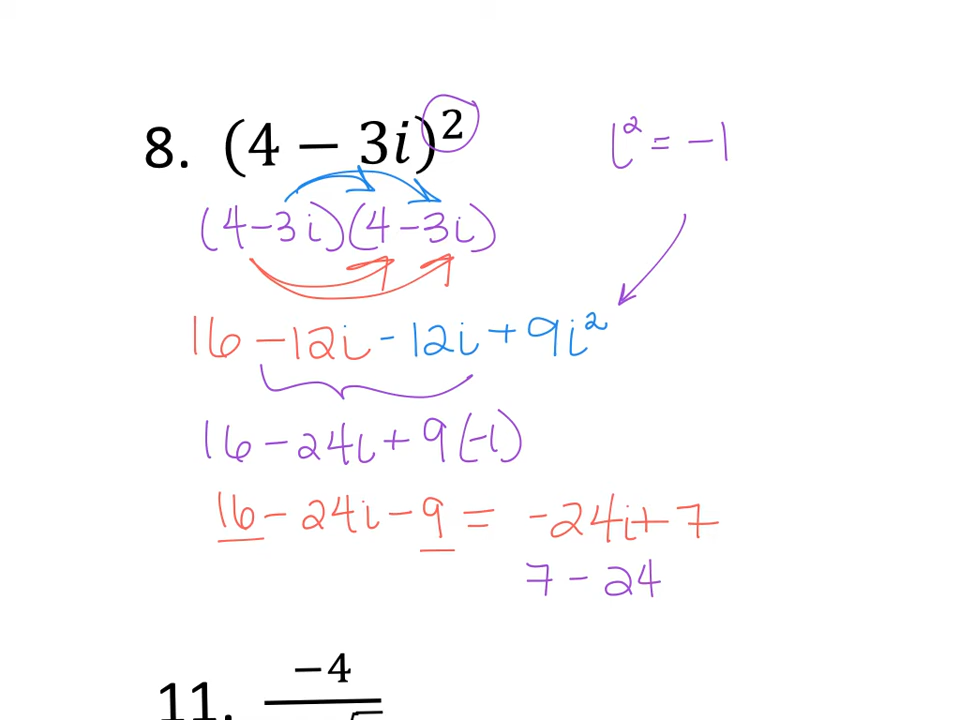 8. (4 − 3i)²
i² = -1
(4-3i)(4-3i)
16 -12i - 12i + 9i²
16 - 24i + 9(-1)
16 - 24i - 9 = -24i + 7
7 - 24
11. −4